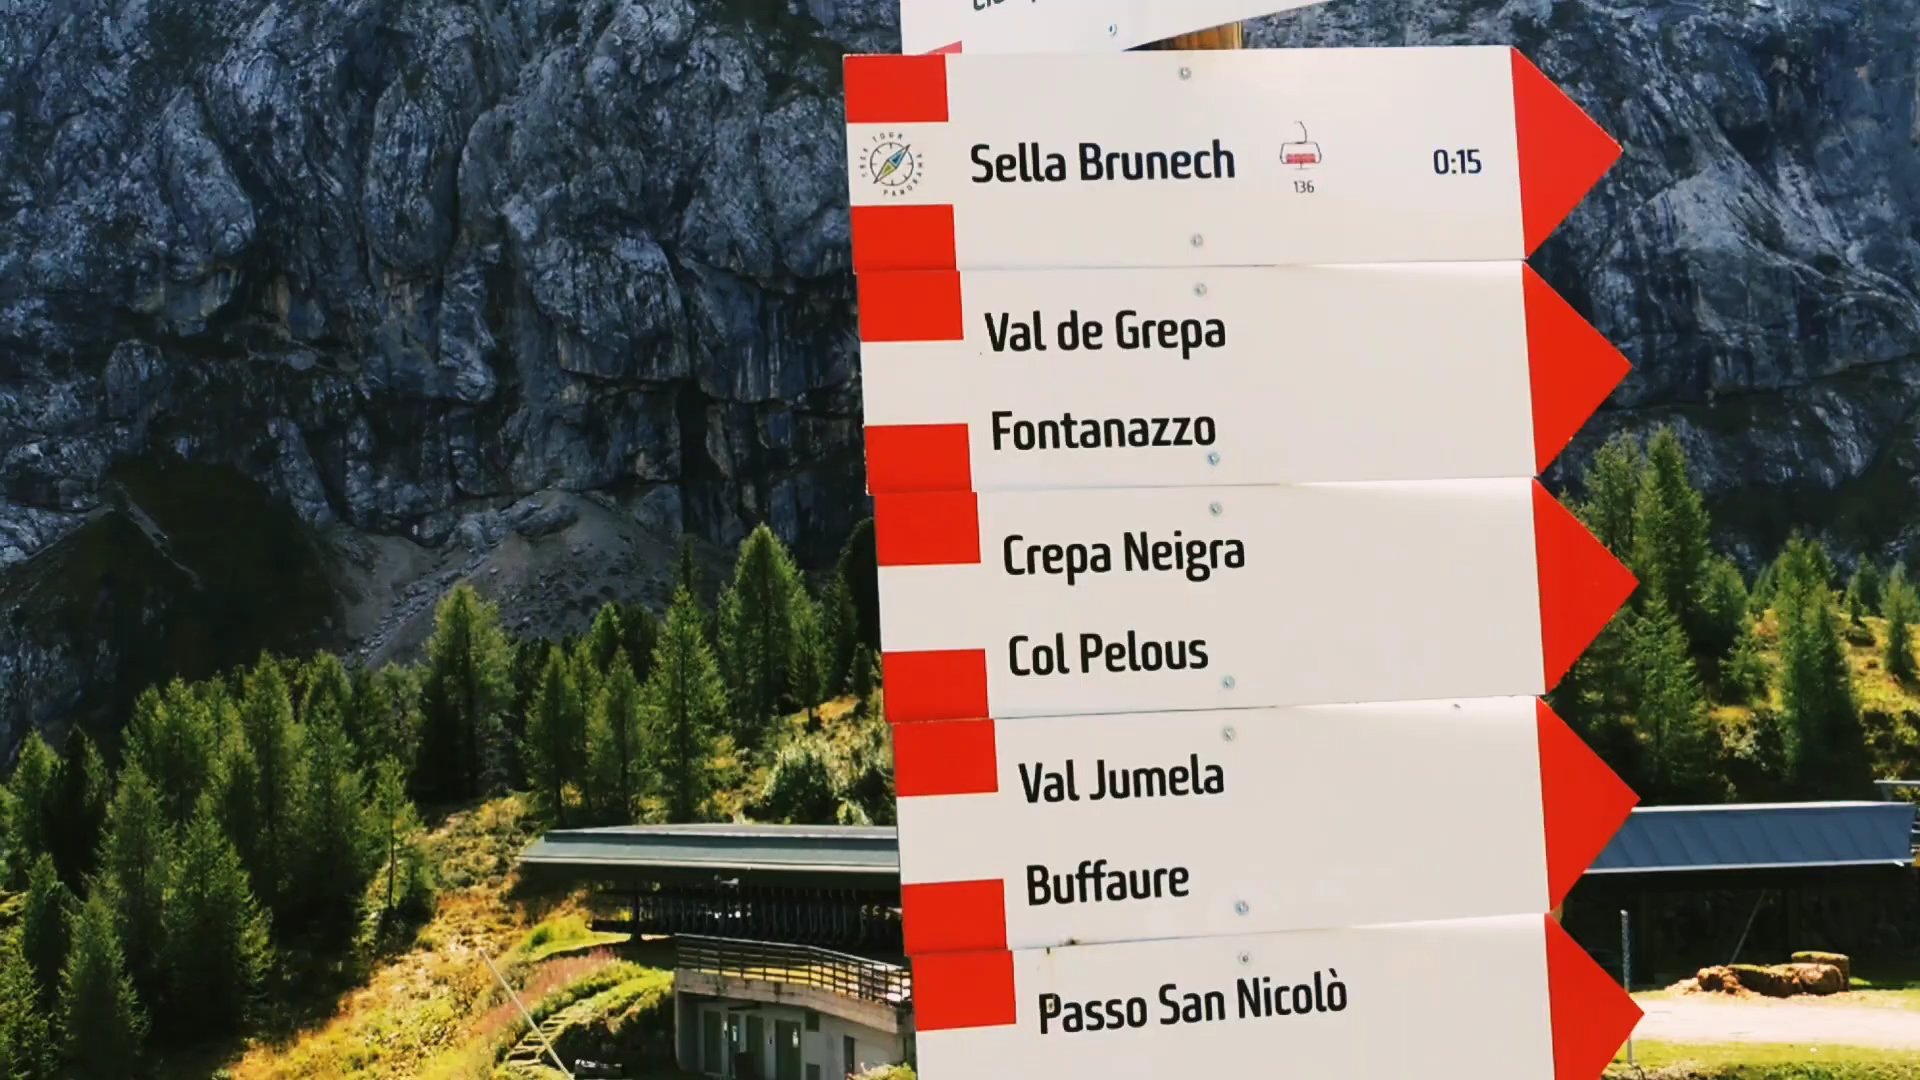 Sella Brunech 0:15
136
Val de Grepa
Fontanazzo
Crepa Neigra
Col Pelous
Val Jumela
Buffaure
Passo San Nicolò